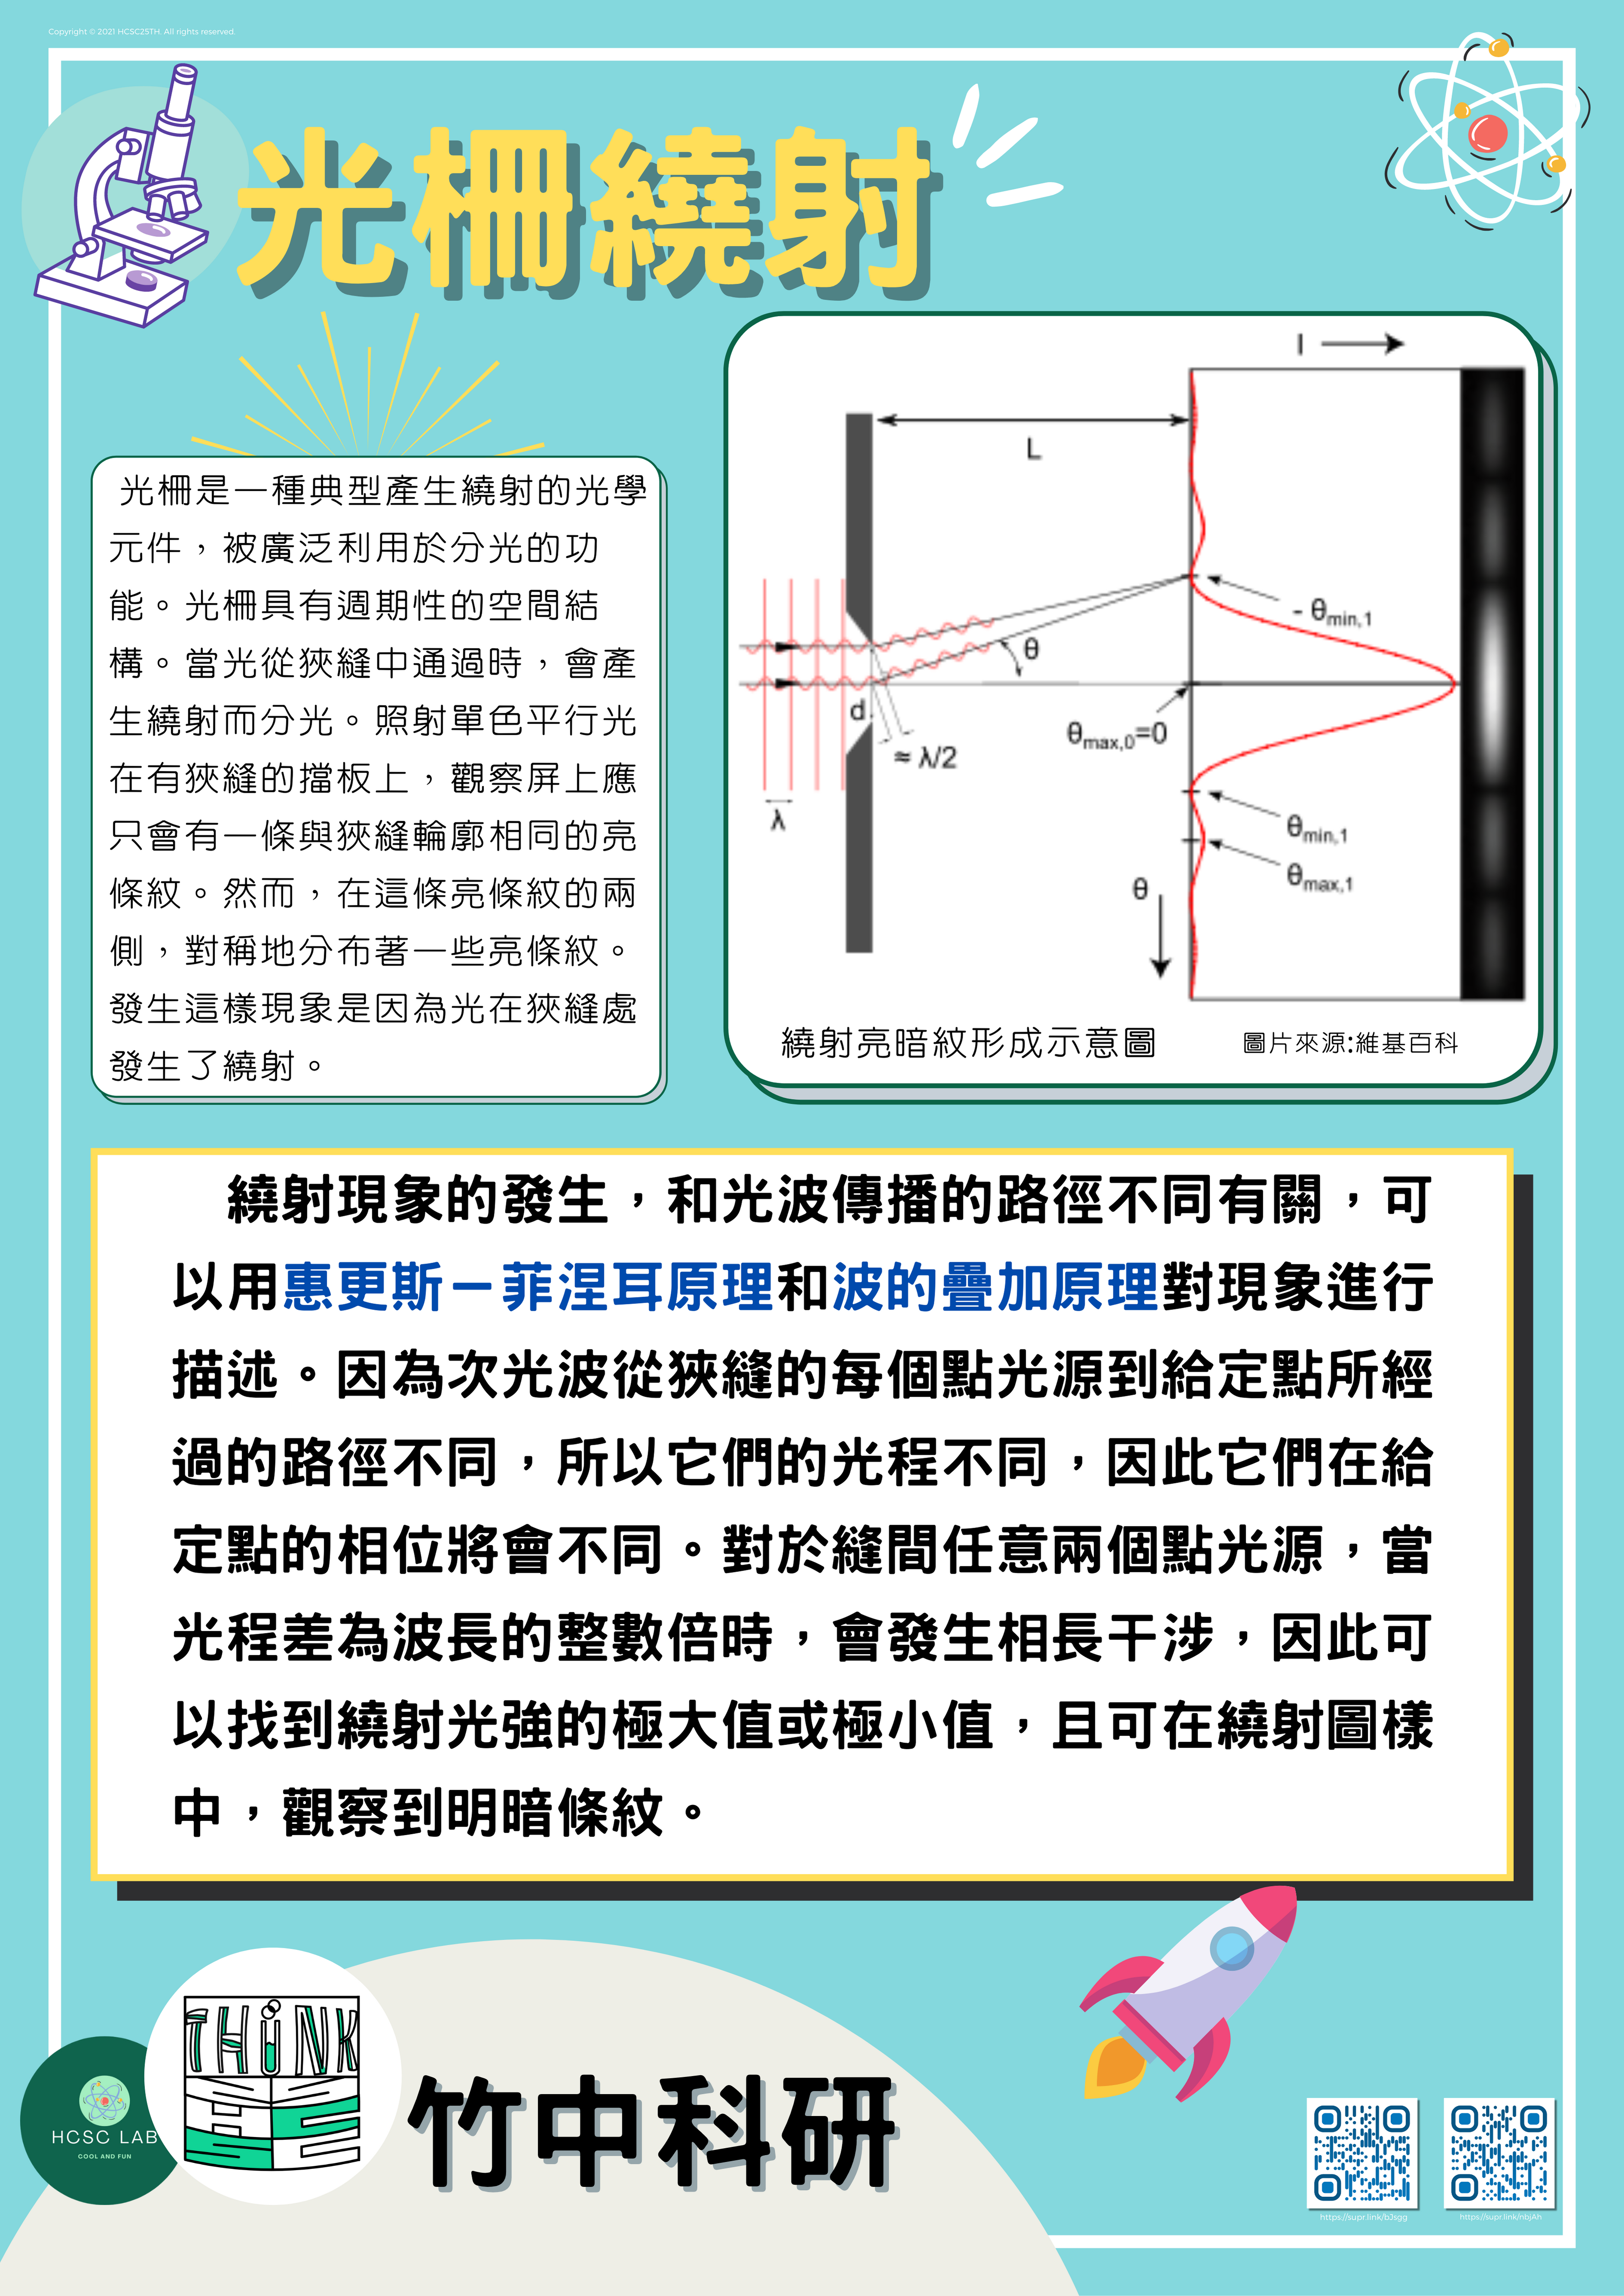 Copyright © 2021 HCSC25TH. All rights reserved.
光柵繞射
光柵是一種典型產生繞射的光學
元件，被廣泛利用於分光的功
能。光柵具有週期性的空間結
構。當光從狹縫中通過時，會產
生繞射而分光。照射單色平行光
在有狹縫的擋板上，觀察屏上應
只會有一條與狹縫輪廓相同的亮
條紋。然而，在這條亮條紋的兩
側，對稱地分布著一些亮條紋。
發生這樣現象是因為光在狹縫處
發生了繞射。
I
L
- θmin,1
θ
d
θmax,0=0
≈ λ/2
λ
θmin,1
θmax,1
θ
繞射亮暗紋形成示意圖
圖片來源:維基百科
繞射現象的發生，和光波傳播的路徑不同有關，可
以用惠更斯－菲涅耳原理和波的疊加原理對現象進行
描述。因為次光波從狹縫的每個點光源到給定點所經
過的路徑不同，所以它們的光程不同，因此它們在給
定點的相位將會不同。對於縫間任意兩個點光源，當
光程差為波長的整數倍時，會發生相長干涉，因此可
以找到繞射光強的極大值或極小值，且可在繞射圖樣
中，觀察到明暗條紋。
THiNK
HCSC
HCSC LAB
COOL AND FUN
竹中科研
https://supr.link/bJsgg
https://supr.link/nbjAh